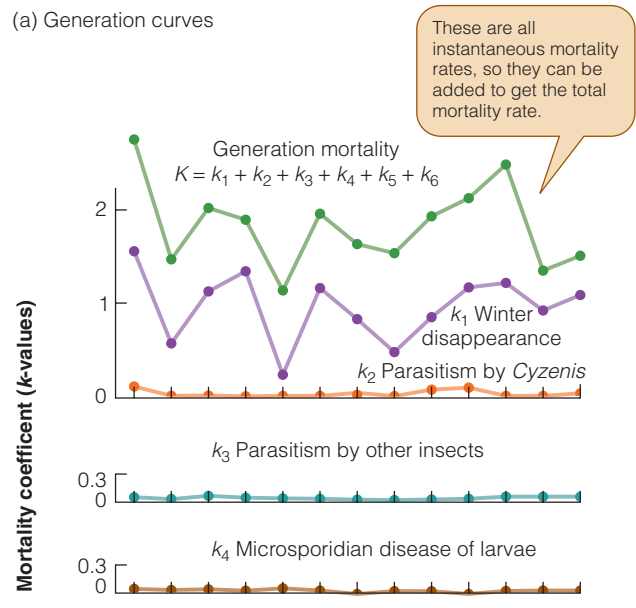 (a) Generation curves
These are all
instantaneous mortality
rates, so they can be
added to get the total
mortality rate.
Generation mortality
K = k₁ + k₂ + k₃ + k₄ + k₅ + k₆
2
1
k₁ Winter
disappearance
k₂ Parasitism by Cyzenis
0
Mortality coefficent (k-values)
k₃ Parasitism by other insects
0.3
0
k₄ Microsporidian disease of larvae
0.3
0